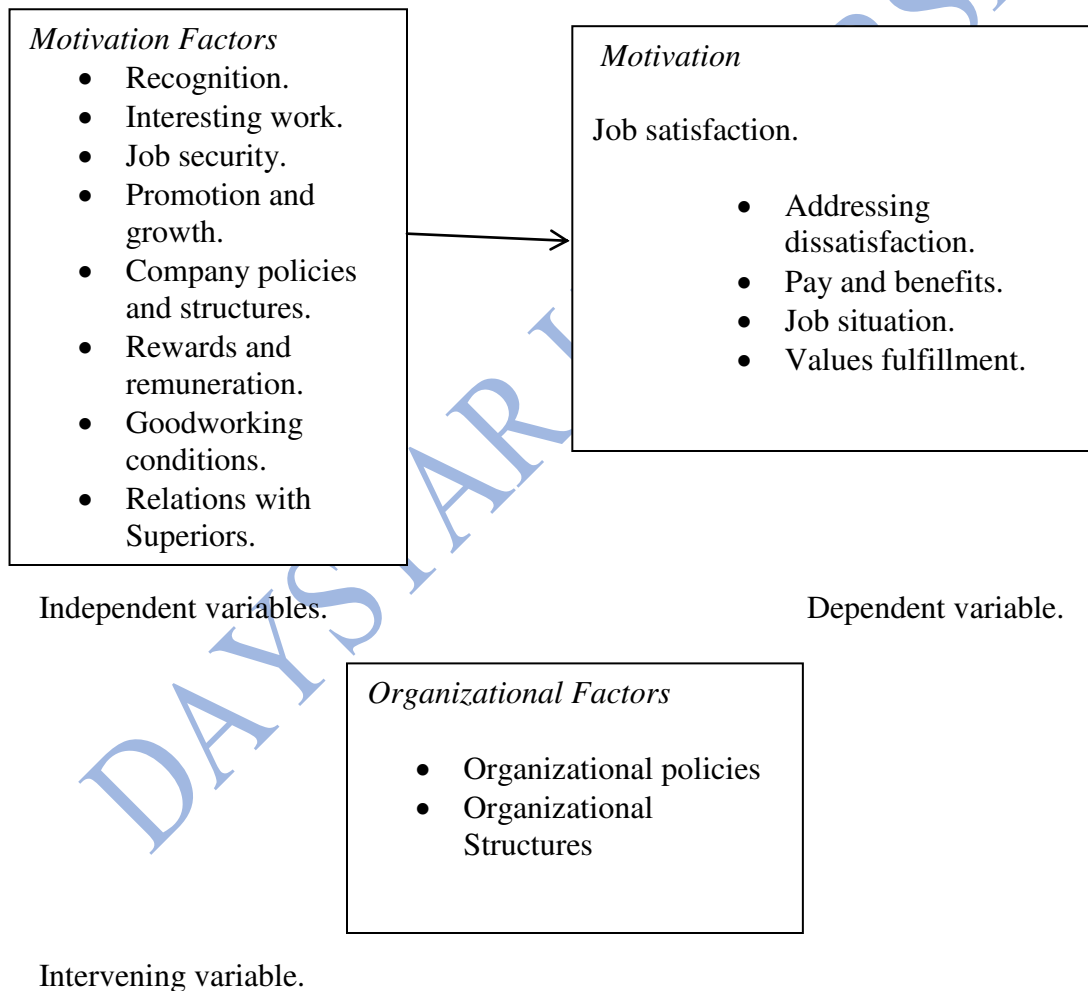 Motivation Factors
• Recognition.
• Interesting work.
• Job security.
• Promotion and
growth.
• Company policies
and structures.
• Rewards and
remuneration.
• Goodworking
conditions.
• Relations with
Superiors.
Motivation
Job satisfaction.
• Addressing
dissatisfaction.
• Pay and benefits.
• Job situation.
• Values fulfillment.
Independent variables.
Dependent variable.
Organizational Factors
• Organizational policies
• Organizational
Structures
Intervening variable.
DAYSTAR